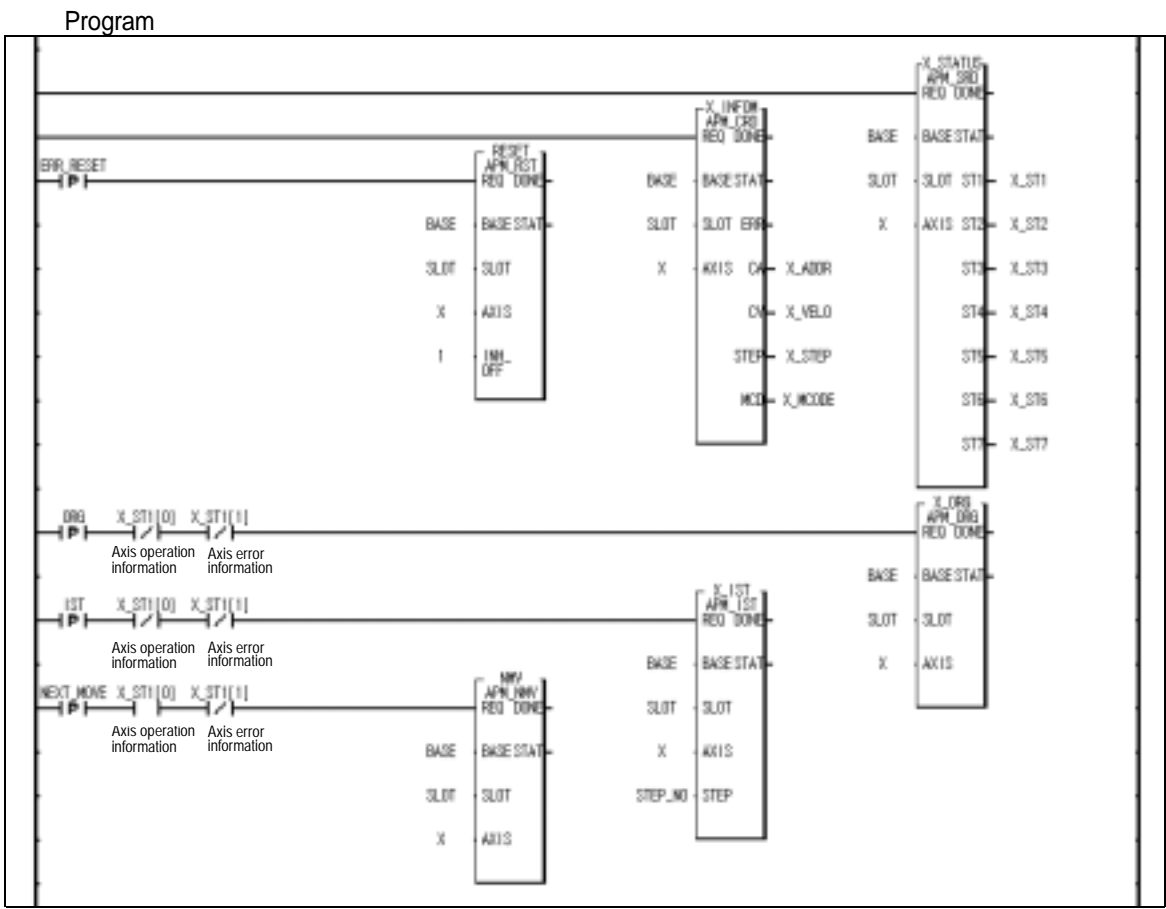 Program
X_STATUS
APM_SRD
REQ DONE
X_INFOM
APM_CRD
REQ DONE
BASE BASE STAT
ERR_RESET
P
RESET
APM_RST
REQ DONE
BASE BASE STAT
SLOT SLOT ST1 X_ST1
BASE BASE STAT
SLOT SLOT ERR
X AXIS ST2 X_ST2
SLOT SLOT
X AXIS CA X_ADDR
ST3 X_ST3
X AXIS
CV X_VELO
ST4 X_ST4
1 INH_
OFF
STEP X_STEP
ST5 X_ST5
MCD X_MCODE
ST6 X_ST6
ST7 X_ST7
ORG X_ST1[0] X_ST1[1]
P
X_ORG
APM_ORG
REQ DONE
Axis operation
information
Axis error
information
BASE BASE STAT
IST X_ST1[0] X_ST1[1]
P
X_IST
APM_IST
REQ DONE
SLOT SLOT
Axis operation
information
Axis error
information
BASE BASE STAT
X AXIS
NEXT_MOVE X_ST1[0] X_ST1[1]
P
NMV
APM_NMV
REQ DONE
SLOT SLOT
Axis operation
information
Axis error
information
BASE BASE STAT
X AXIS
SLOT SLOT
STEP_NO STEP
X AXIS